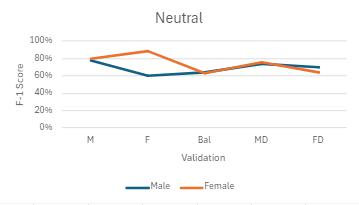 Neutral
100%
80%
60%
40%
20%
0%
F-1 Score
M F Bal MD FD
Validation
Male Female